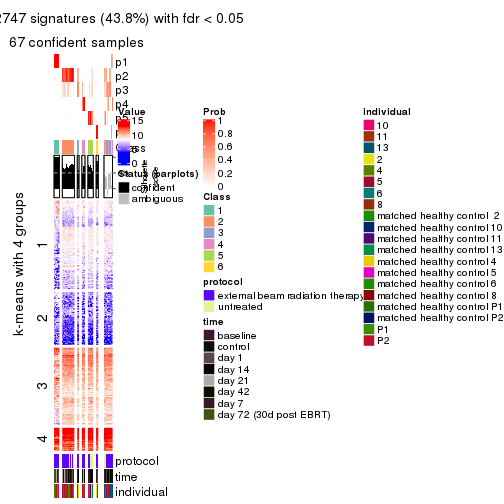 2747 signatures (43.8%) with fdr < 0.05
67 confident samples
p1
p2
p3
p4
Value
15
10
0
Status (barplots)
confident
ambiguous
k-means with 4 groups
1
2
3
4
protocol
time
individual
Prob
1
0.8
0.6
0.4
0.2
0
Class
1
2
3
4
5
6
protocol
external beam radiation therapy
untreated
time
baseline
control
day 1
day 14
day 21
day 42
day 7
day 72 (30d post EBRT)
individual
10
11
13
2
4
5
6
8
matched healthy control 2
matched healthy control 10
matched healthy control 11
matched healthy control 13
matched healthy control 4
matched healthy control 5
matched healthy control 6
matched healthy control 8
matched healthy control P1
matched healthy control P2
P1
P2